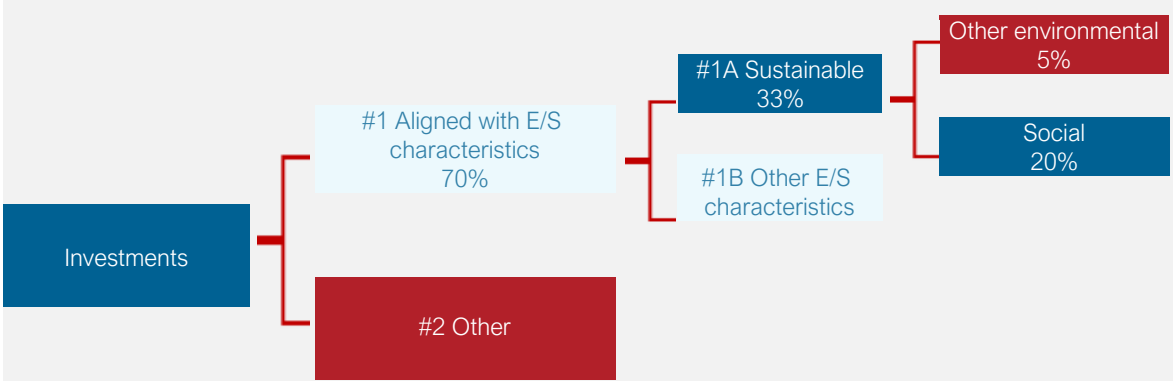 Investments
#1 Aligned with E/S
characteristics
70%
#2 Other
#1A Sustainable
33%
#1B Other E/S
characteristics
Other environmental
5%
Social
20%